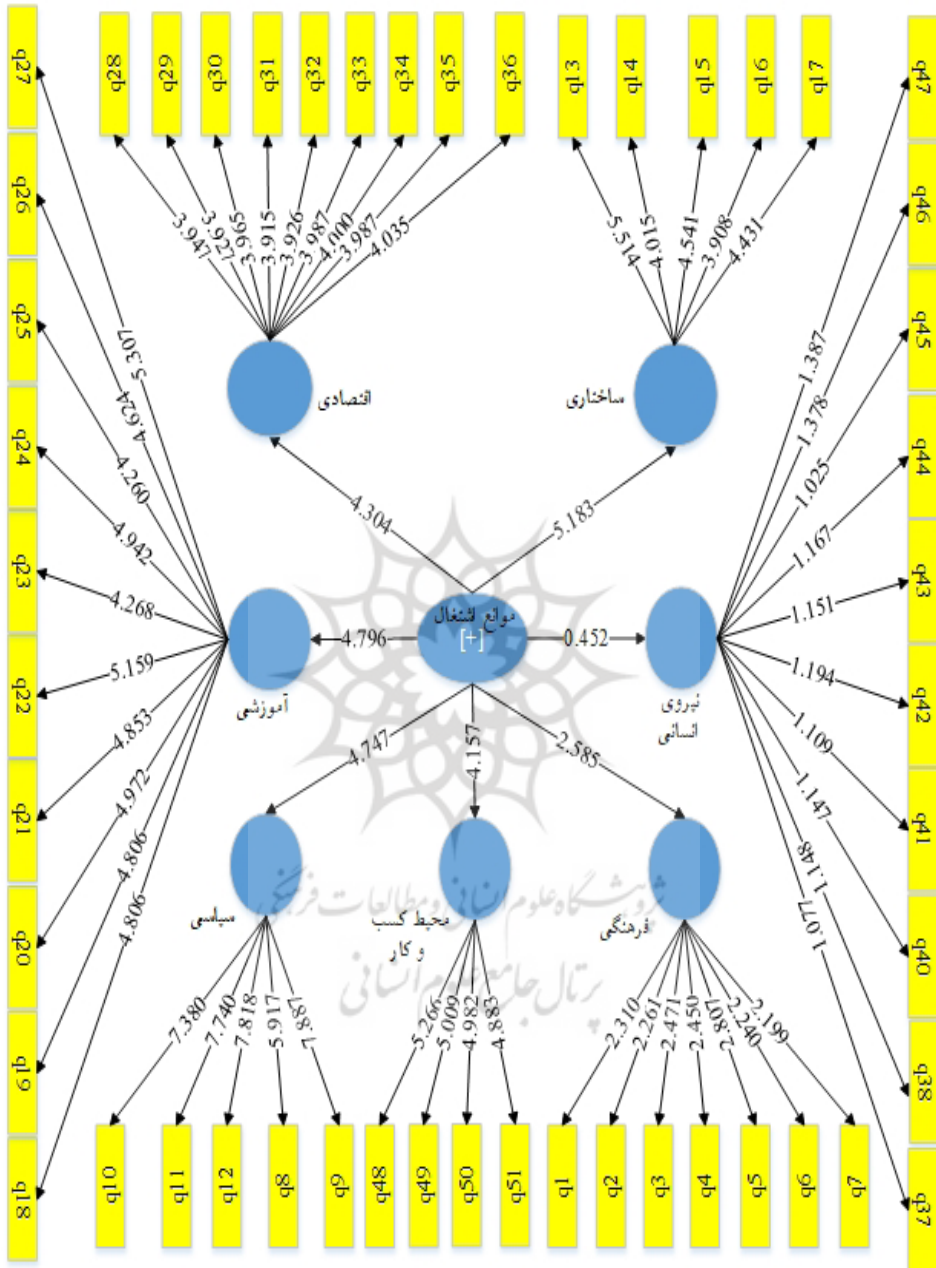 q28
q29
q30
q31
q32
q33
q34
q35
q36
q13
q14
q15
q16
q17
q27
q26
q25
q24
q23
q22
q21
q20
q19
q18
q47
q46
q45
q44
q43
q42
q41
q40
q38
q37
3.947
3.927
3.965
3.915
3.926
3.987
4.000
3.987
4.035
5.514
4.015
4.541
3.908
4.431
اقتصادی
ساختاری
5.307
4.624
4.260
4.942
4.268
5.159
4.853
4.972
4.806
4.806
1.387
1.378
1.025
1.167
1.151
1.194
1.109
1.147
1.148
1.077
4.304
5.183
موانع اشتغال
[+]
4.796
0.452
آموزشی
نیروی
انسانی
4.747
4.157
2.585
سیاسی
محیط کسب
و کار
فرهنگی
پژوهشگاه علوم انسانی و مطالعات فرهنگی
پرتال جامع علوم انسانی
7.380
7.740
7.818
5.917
7.887
5.266
5.009
4.982
4.883
2.310
2.261
2.471
2.450
2.807
2.240
2.199
q10
q11
q12
q8
q9
q48
q49
q50
q51
q1
q2
q3
q4
q5
q6
q7